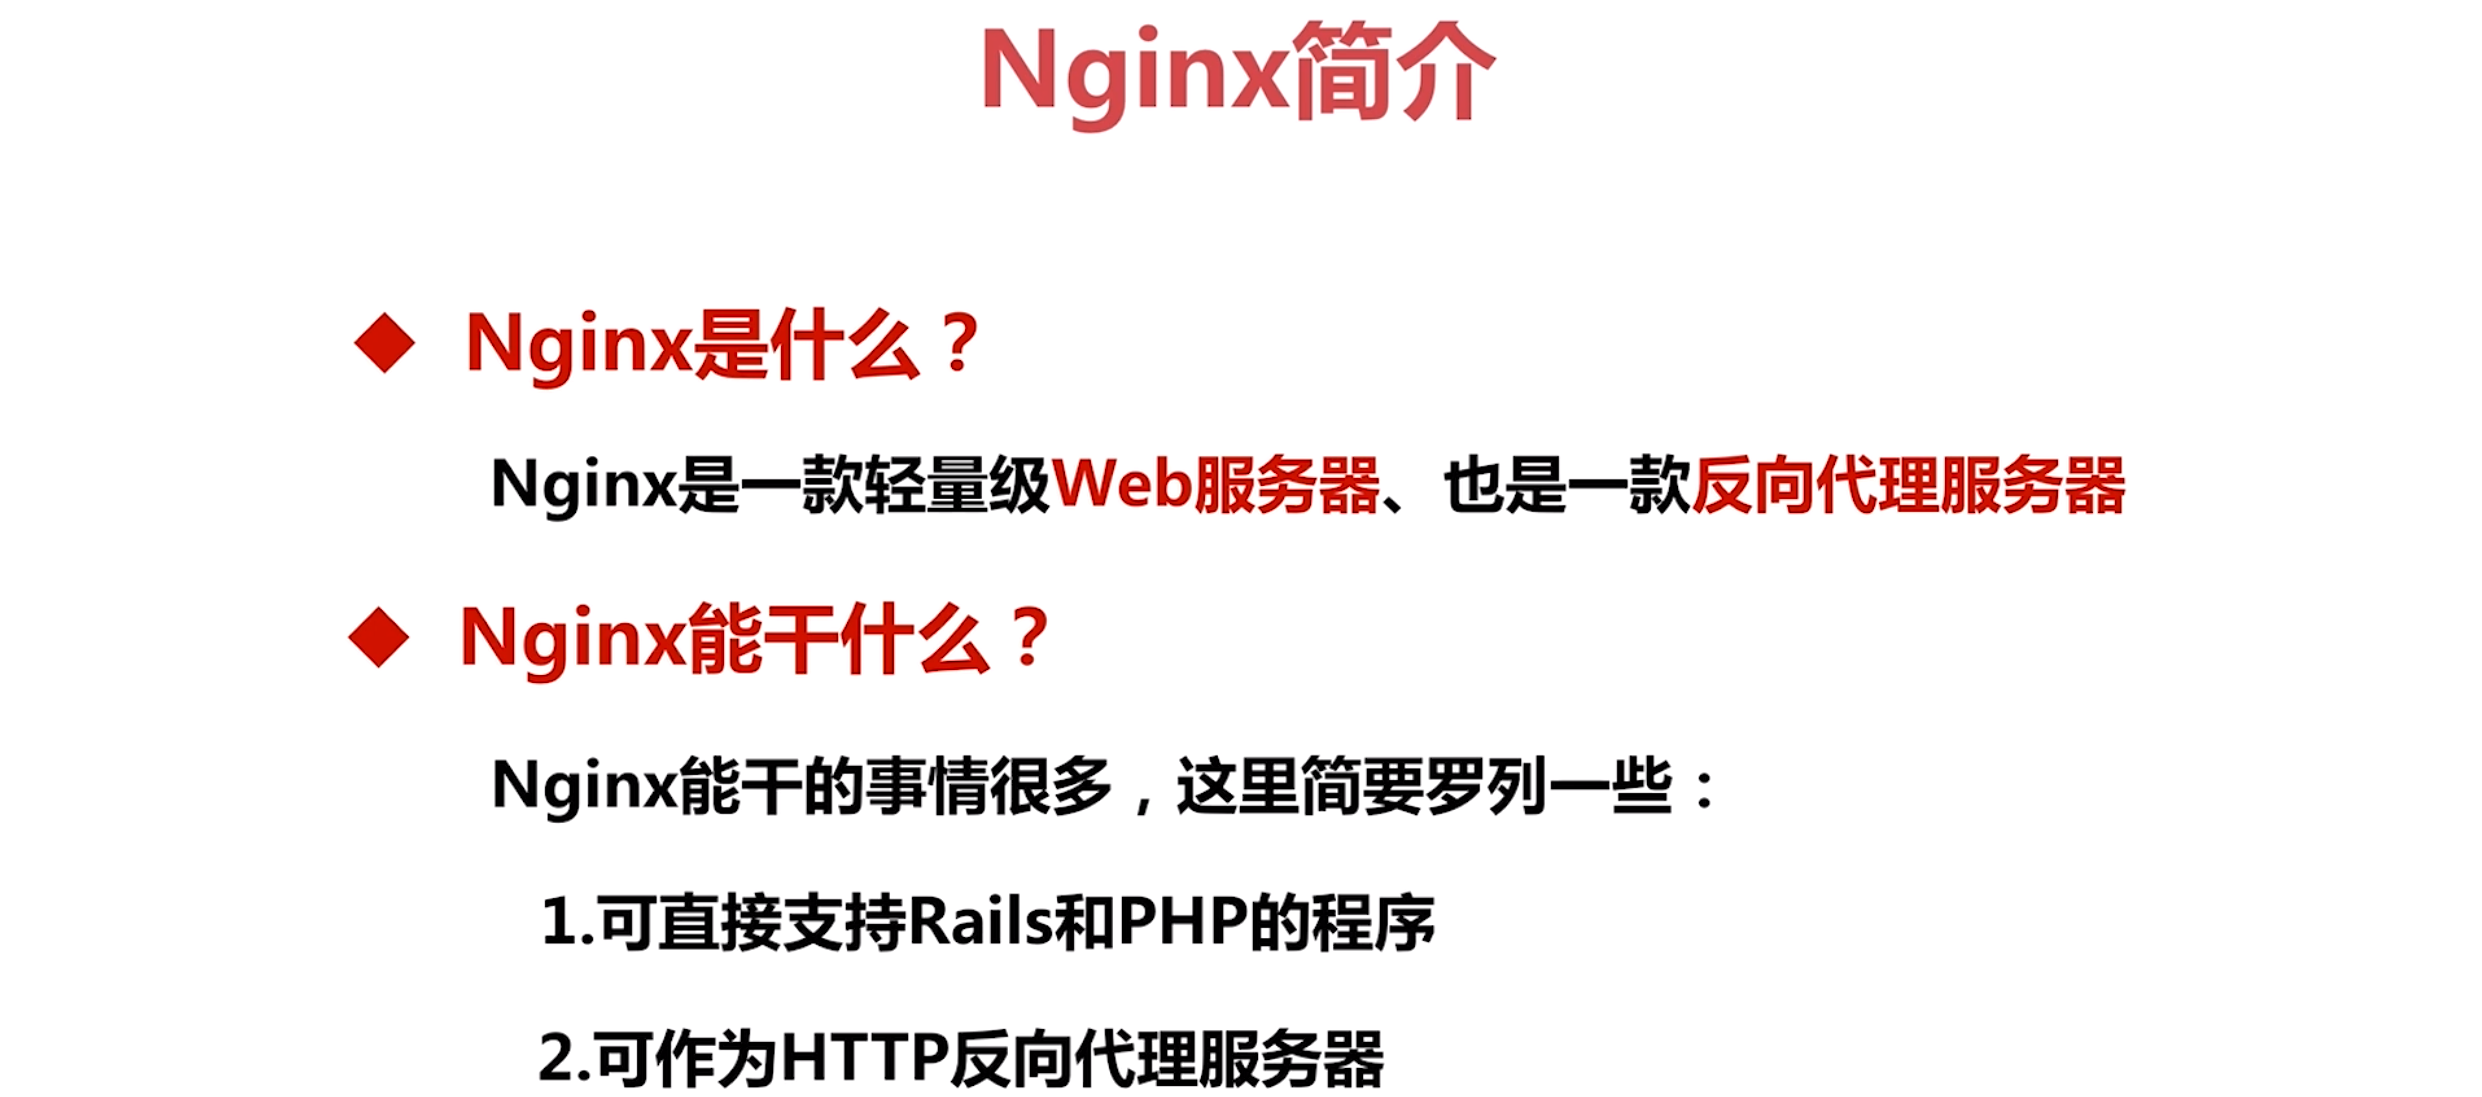 Nginx简介
◆ Nginx是什么？
Nginx是一款轻量级Web服务器、也是一款反向代理服务器
◆ Nginx能干什么？
Nginx能干的事情很多，这里简要罗列一些：
1.可直接支持Rails和PHP的程序
2.可作为HTTP反向代理服务器